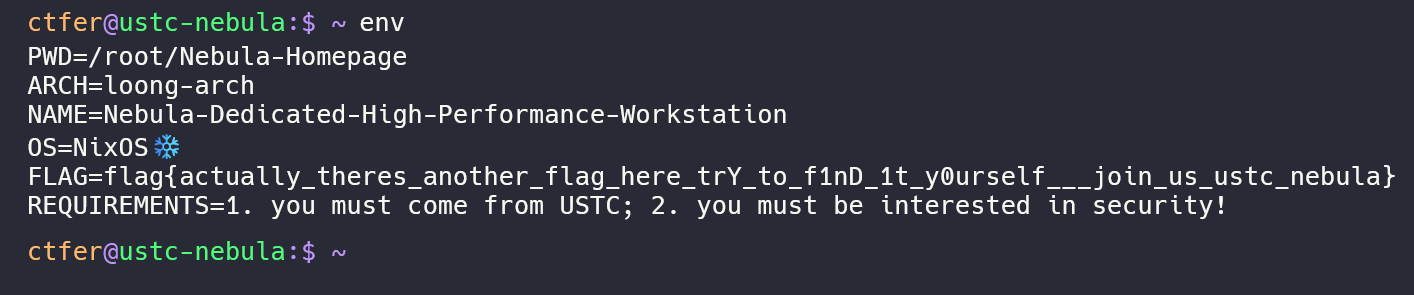 ctfer@ustc-nebula:$ ~ env
PWD=/root/Nebula-Homepage
ARCH=loong-arch
NAME=Nebula-Dedicated-High-Performance-Workstation
OS=NixOS❄️
FLAG=flag{actually_theres_another_flag_here_trY_to_f1nD_1t_y0urself___join_us_ustc_nebula}
REQUIREMENTS=1. you must come from USTC; 2. you must be interested in security!
ctfer@ustc-nebula:$ ~